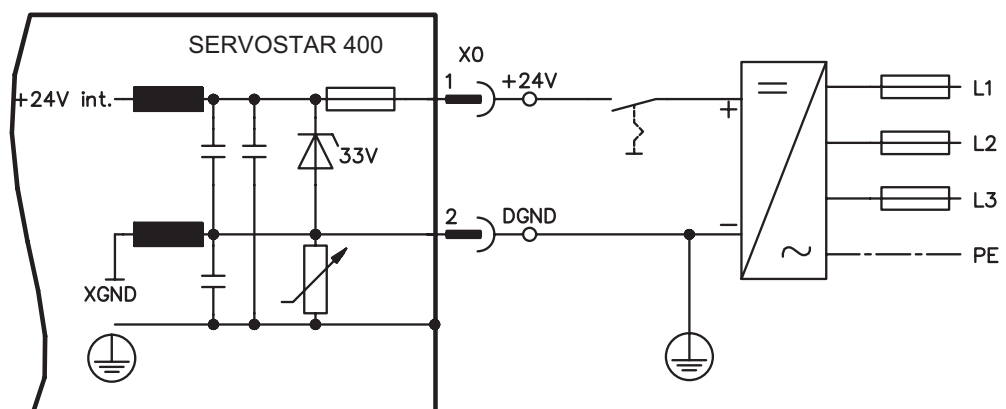 SERVOSTAR 400
X0
1
+24V
+24V int.
+
L1
33V
L2
2
DGND
L3
−
XGND
PE